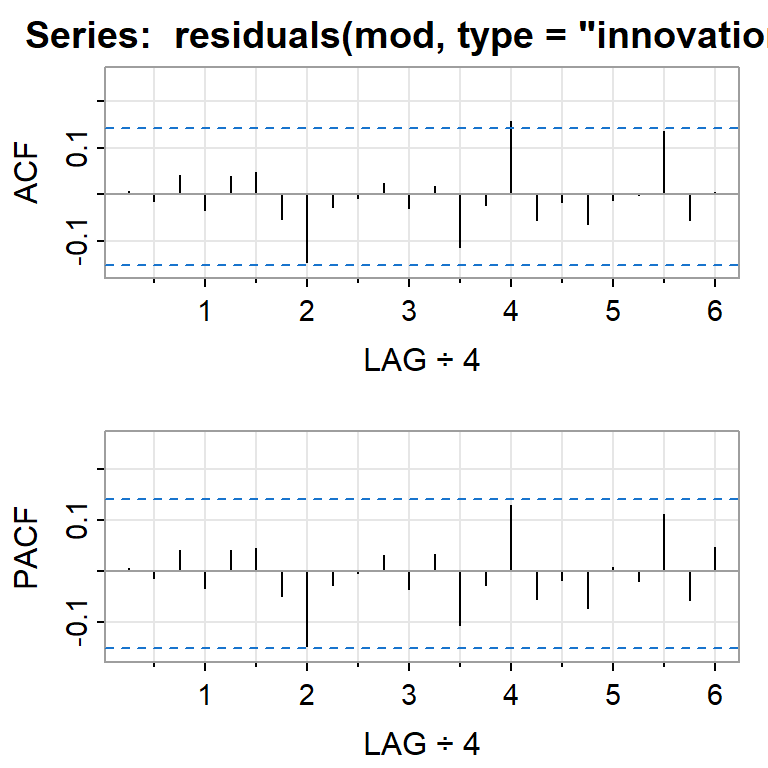 Series:  residuals(mod, type = "innovation
ACF
0.1
-0.1
1 2 3 4 5 6
LAG ÷ 4
PACF
0.1
-0.1
1 2 3 4 5 6
LAG ÷ 4